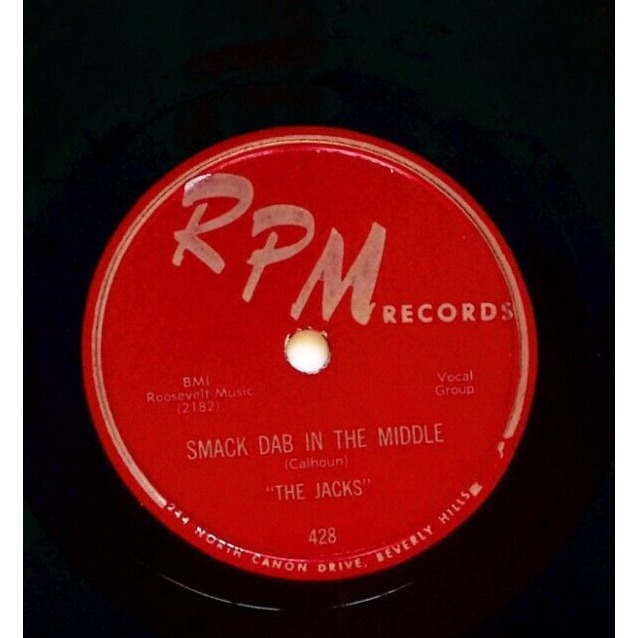 RPM
RECORDS
BMI
Roosevelt Music
(2182)
Vocal
Group
SMACK DAB IN THE MIDDLE
(Calhoun)
"THE JACKS"
428
244 NORTH CANON DRIVE, BEVERLY HILLS